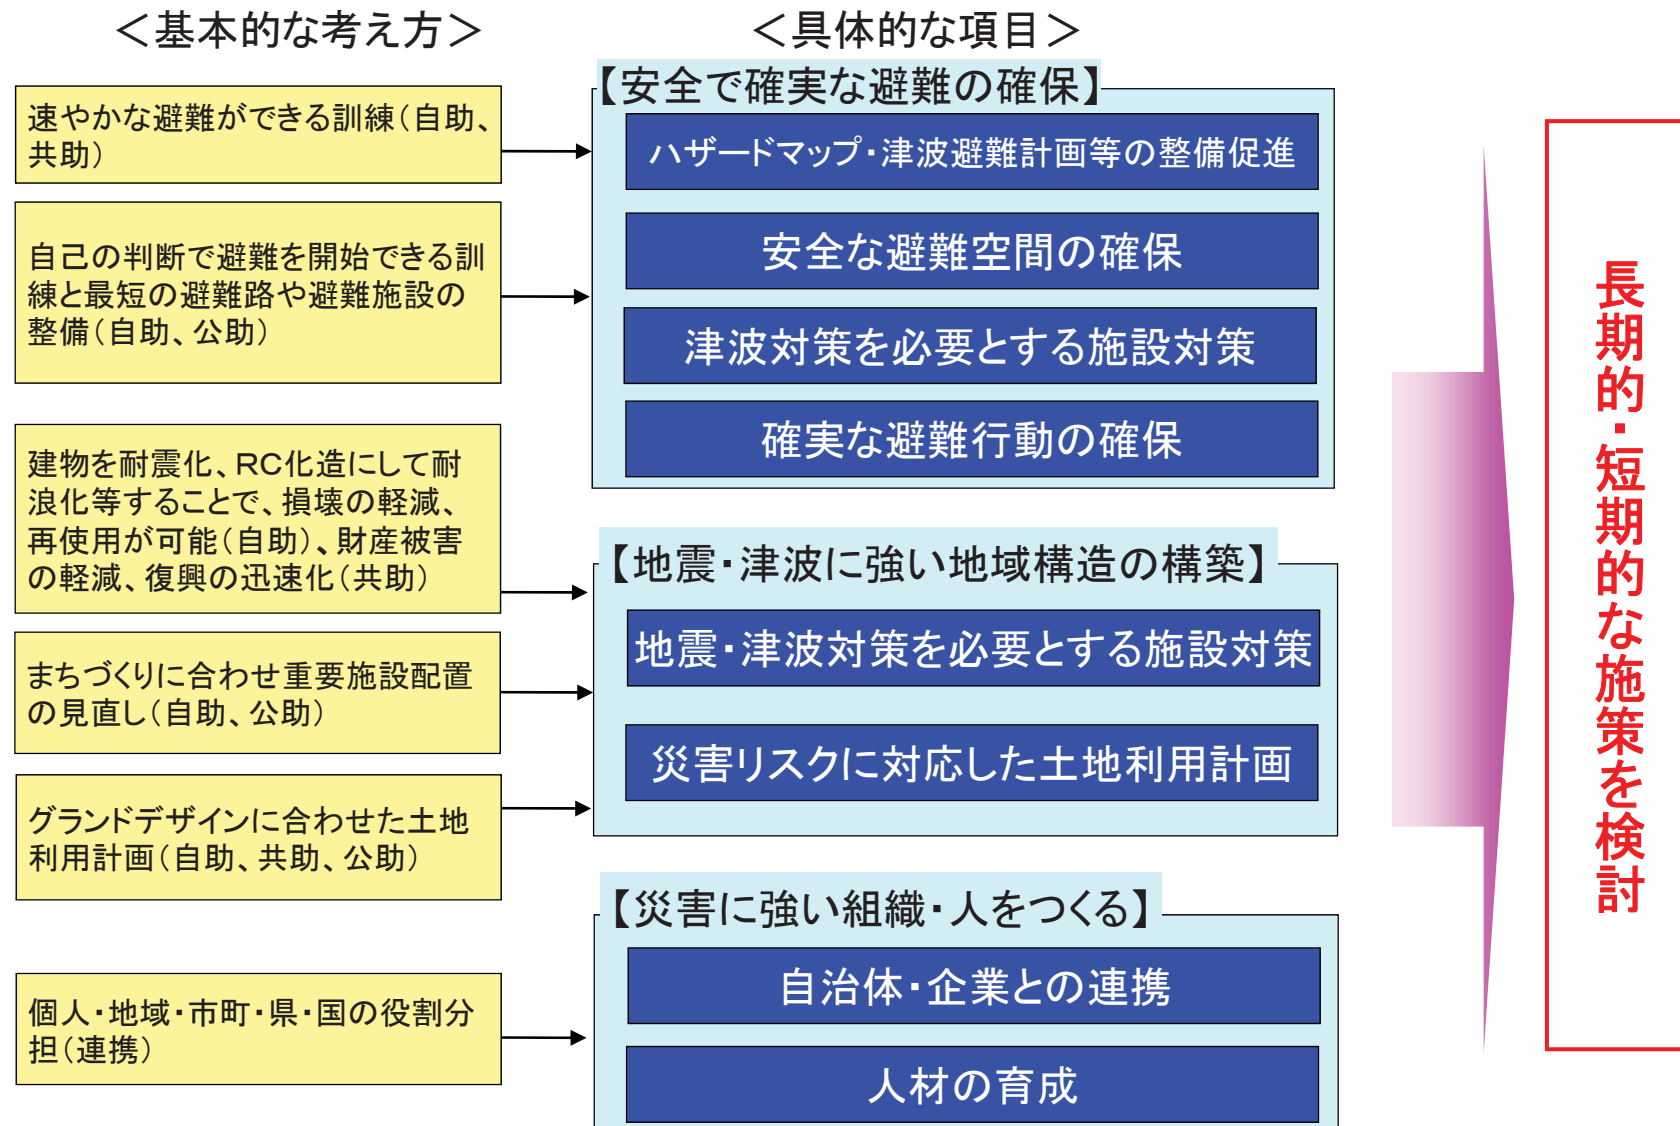 ＜基本的な考え方＞
＜具体的な項目＞
速やかな避難ができる訓練（自助、
共助）
自己の判断で避難を開始できる訓
練と最短の避難路や避難施設の
整備（自助、公助）
建物を耐震化、ＲＣ化造にして耐
浪化等することで、損壊の軽減、
再使用が可能（自助）、財産被害
の軽減、復興の迅速化（共助）
まちづくりに合わせ重要施設配置
の見直し（自助、公助）
グランドデザインに合わせた土地
利用計画（自助、共助、公助）
個人・地域・市町・県・国の役割分
担（連携）
【安全で確実な避難の確保】
ハザードマップ・津波避難計画等の整備促進
安全な避難空間の確保
津波対策を必要とする施設対策
確実な避難行動の確保
【地震・津波に強い地域構造の構築】
地震・津波対策を必要とする施設対策
災害リスクに対応した土地利用計画
【災害に強い組織・人をつくる】
自治体・企業との連携
人材の育成
長期的・短期的な施策を検討